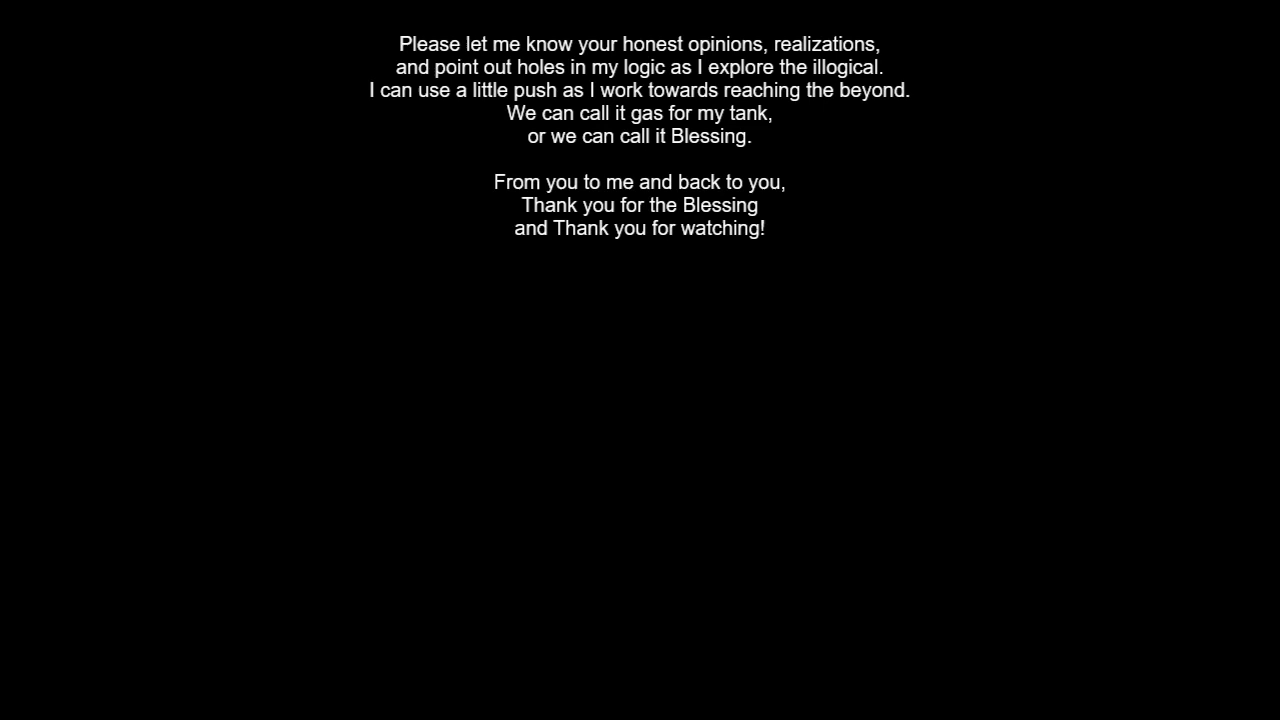 Please let me know your honest opinions, realizations,
and point out holes in my logic as I explore the illogical.
I can use a little push as I work towards reaching the beyond.
We can call it gas for my tank,
or we can call it Blessing.
From you to me and back to you,
Thank you for the Blessing
and Thank you for watching!